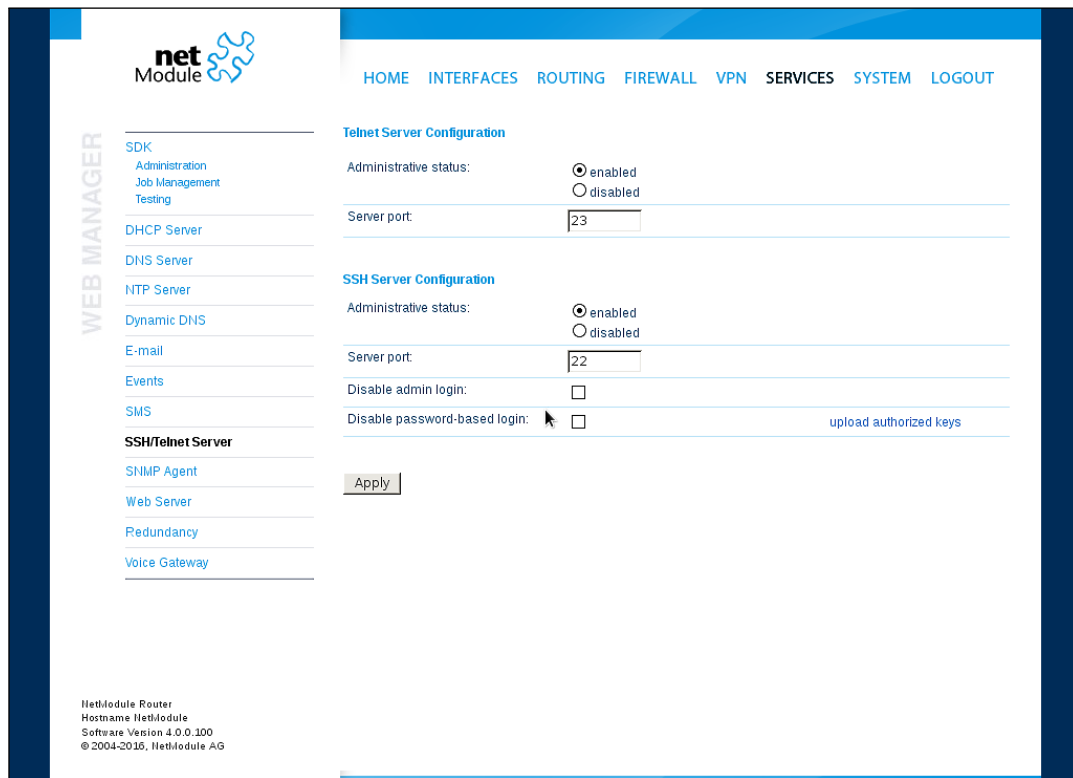 net
Module
HOME INTERFACES ROUTING FIREWALL VPN SERVICES SYSTEM LOGOUT
WEB MANAGER
SDK
Administration
Job Management
Testing
DHCP Server
DNS Server
NTP Server
Dynamic DNS
E-mail
Events
SMS
SSH/Telnet Server
SNMP Agent
Web Server
Redundancy
Voice Gateway
Telnet Server Configuration
Administrative status:
enabled
disabled
Server port: 23
SSH Server Configuration
Administrative status:
enabled
disabled
Server port: 22
Disable admin login:
Disable password-based login: upload authorized keys
Apply
NetModule Router
Hostname NetModule
Software Version 4.0.0.100
© 2004-2016, NetModule AG